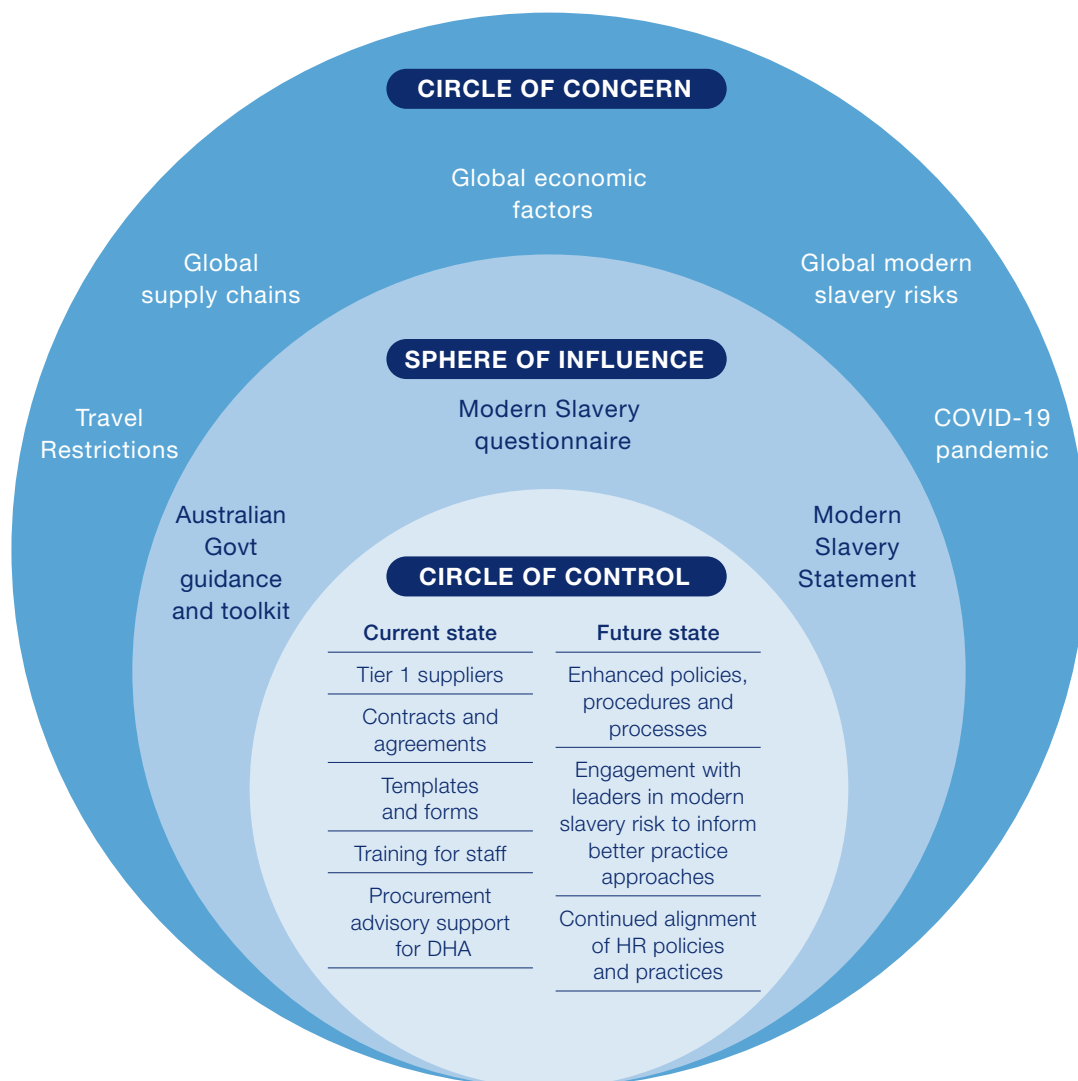 CIRCLE OF CONCERN
Global economic
factors
Global
supply chains
Global modern
slavery risks
Travel
Restrictions
COVID-19
pandemic
SPHERE OF INFLUENCE
Modern Slavery
questionnaire
Australian
Govt
guidance
and toolkit
Modern
Slavery
Statement
CIRCLE OF CONTROL
Current state
Tier 1 suppliers
Contracts and
agreements
Templates
and forms
Training for staff
Procurement
advisory support
for DHA
Future state
Enhanced policies,
procedures and
processes
Engagement with
leaders in modern
slavery risk to inform
better practice
approaches
Continued alignment
of HR policies
and practices